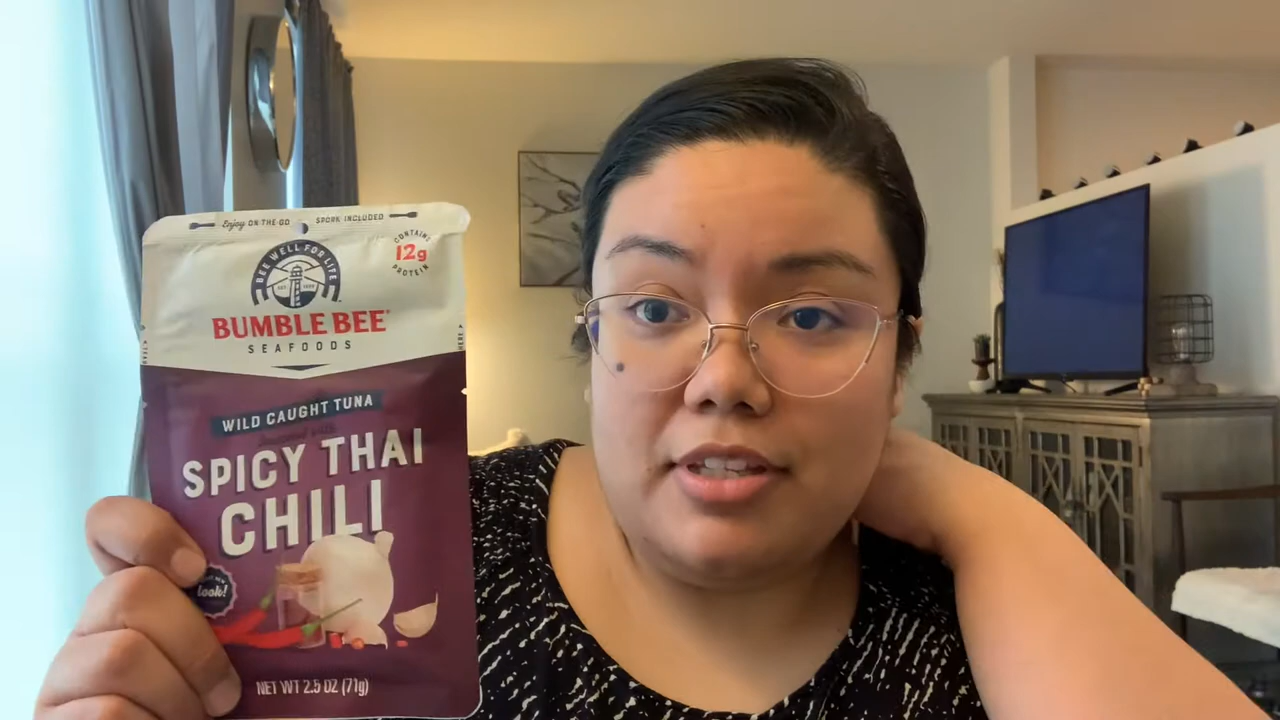 Enjoy ON-THE-GO SPORK INCLUDED
CONTAINS
12g
PROTEIN
BEE WELL FOR LIFE
BUMBLE BEE
SEAFOODS
WILD CAUGHT TUNA
SPICY THAI
CHILI
look!
NET WT 2.5 OZ (71g)